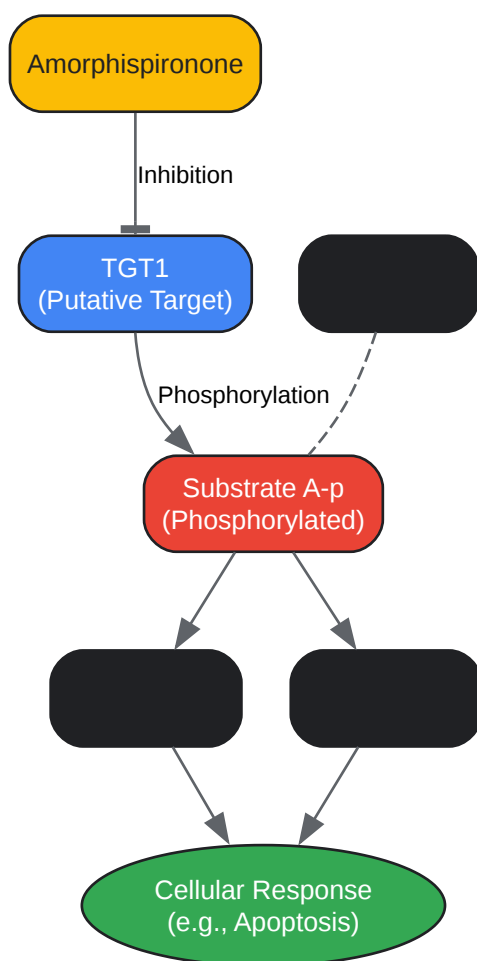 Amorphispironone
Inhibition
TGT1
(Putative Target)
Phosphorylation
Substrate A-p
(Phosphorylated)
Cellular Response
(e.g., Apoptosis)